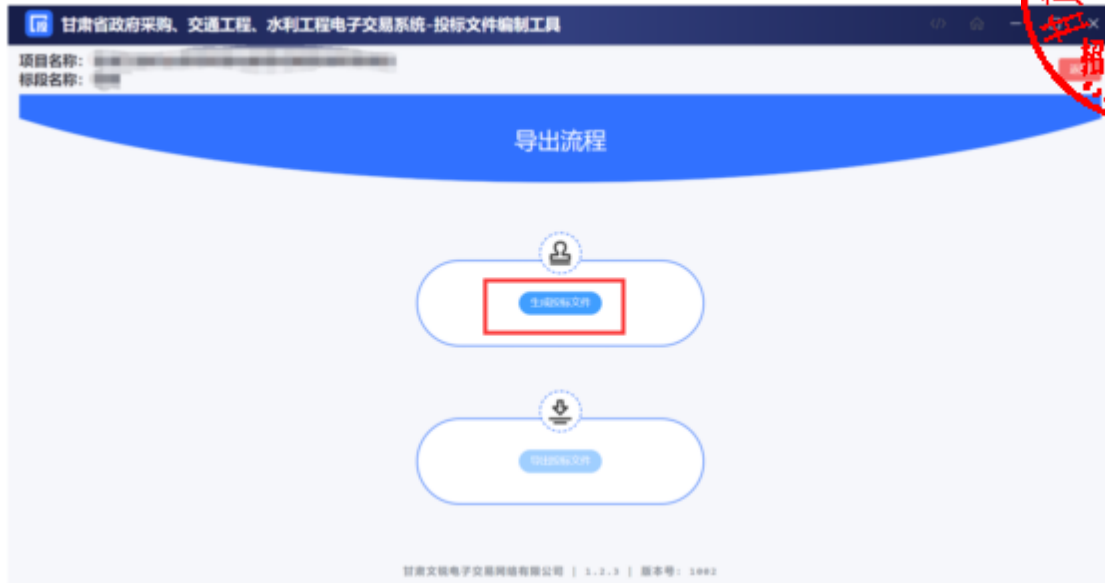 甘肃省政府采购、交通工程、水利工程电子交易系统-投标文件编制工具
项目名称：
标段名称：
导出流程
生成投标文件
导出投标文件
甘肃文锐电子交易网络有限公司 | 1.2.3 | 版本号: 1002